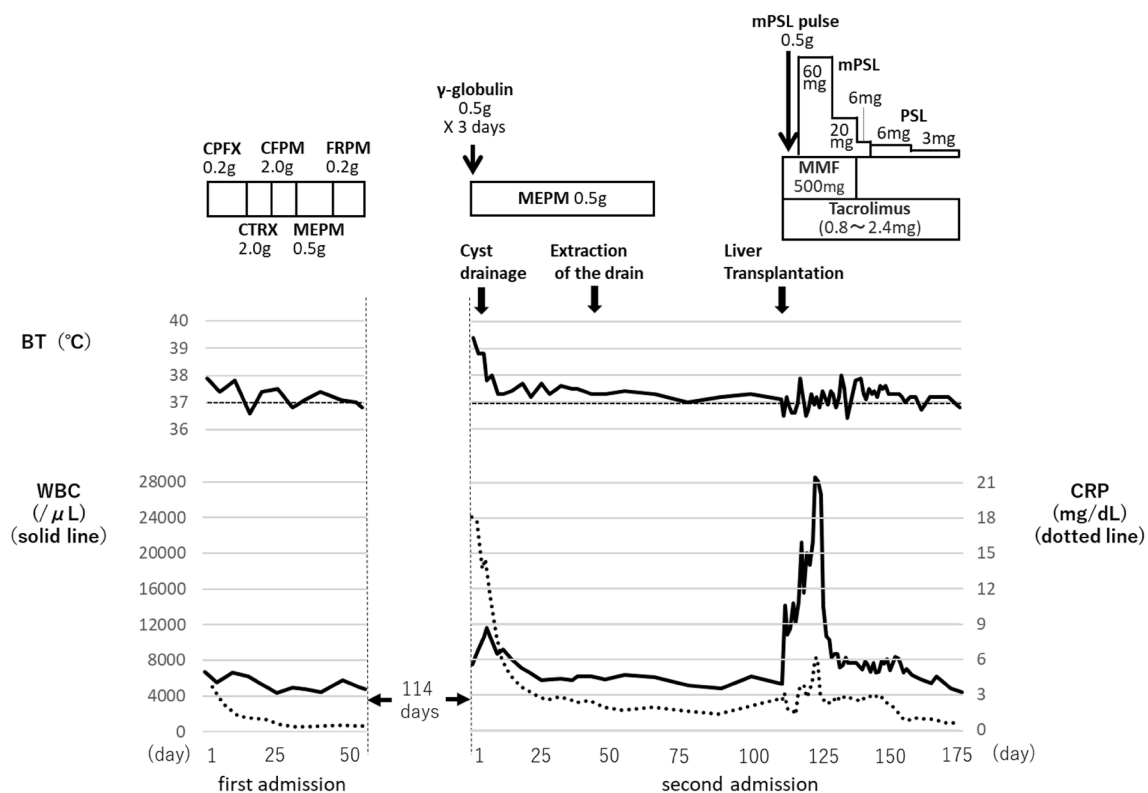 mPSL pulse
0.5g
60
mg
mPSL
6mg
PSL
20
mg
6mg
3mg
MMF
500mg
Tacrolimus
(0.8～2.4mg)
γ-globulin
0.5g
X 3 days
MEPM 0.5g
CPFX
0.2g
CFPM
2.0g
FRPM
0.2g
CTRX
2.0g
MEPM
0.5g
Cyst
drainage
Extraction
of the drain
Liver
Transplantation
BT（℃）
40
39
38
37
36
WBC
(/μL)
(solid line)
28000
24000
20000
16000
12000
8000
4000
0
21
18
15
12
9
6
3
0
CRP
(mg/dL)
(dotted line)
114
days
(day)
1
25
50
1
25
50
75
100
125
150
175
(day)
first admission
second admission